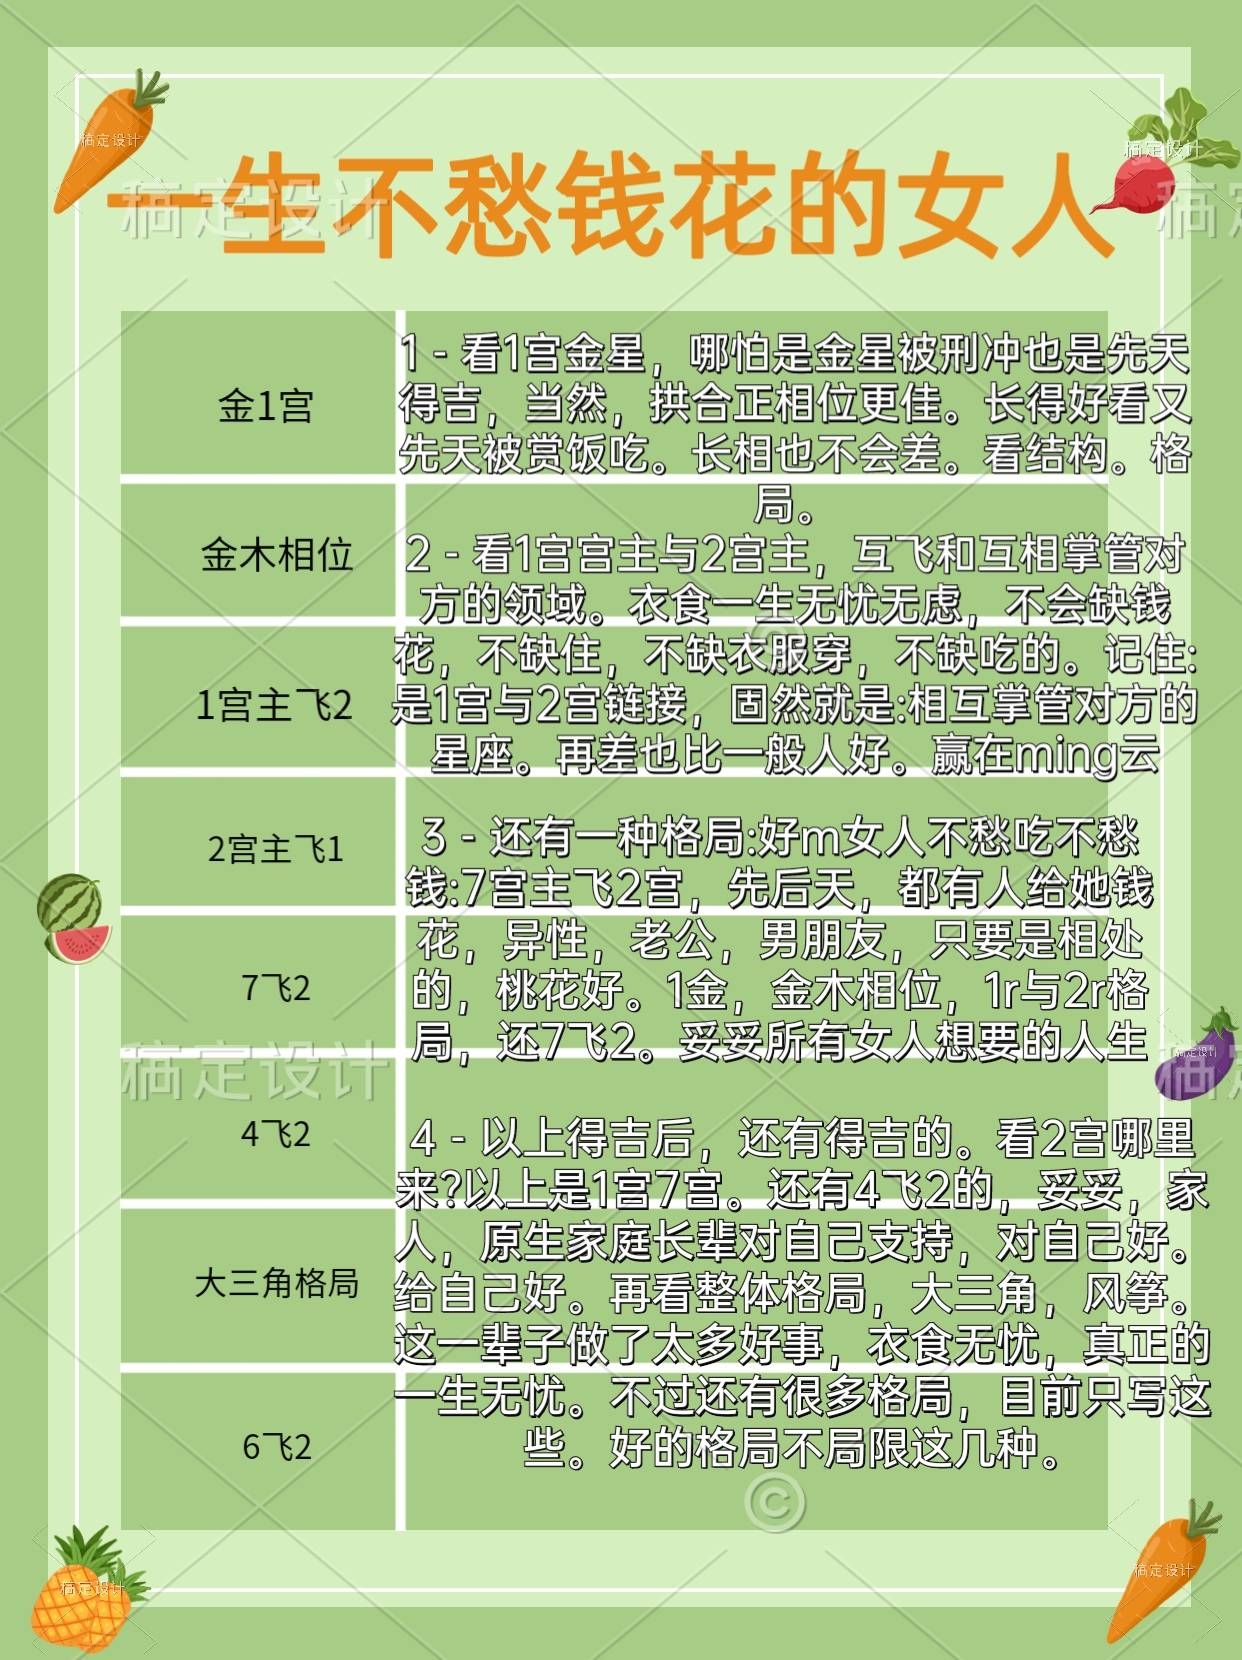 一生不愁钱花的女人
金1宫
金木相位
1宫主飞2
2宫主飞1
7飞2
4飞2
大三角格局
6飞2
1 - 看1宫金星，哪怕是金星被刑冲也是先天
得吉，当然，拱合正相位更佳。长得好看又
先天被赏饭吃。长相也不会差。看结构。格
局。
2 - 看1宫宫主与2宫主，互飞和互相掌管对
方的领域。衣食一生无忧无虑，不会缺钱
花，不缺住，不缺衣服穿，不缺吃的。记住:
是1宫与2宫链接，固然就是:相互掌管对方的
星座。再差也比一般人好。赢在ming云
3 - 还有一种格局:好m女人不愁吃不愁
钱:7宫主飞2宫，先后天，都有人给她钱
花，异性，老公，男朋友，只要是相处
的，桃花好。1金，金木相位，1r与2r格
局，还7飞2。妥妥所有女人想要的人生
4 - 以上得吉后，还有得吉的。看2宫哪里
来?以上是1宫7宫。还有4飞2的，妥妥，家
人，原生家庭长辈对自己支持，对自己好。
给自己好。再看整体格局，大三角，风筝。
这一辈子做了太多好事，衣食无忧，真正的
一生无忧。不过还有很多格局，目前只写这
些。好的格局不局限这几种。
稿定设计
稿定设计
稿定设计
稿定设计
稿定设计
稿定设计
稿定设计